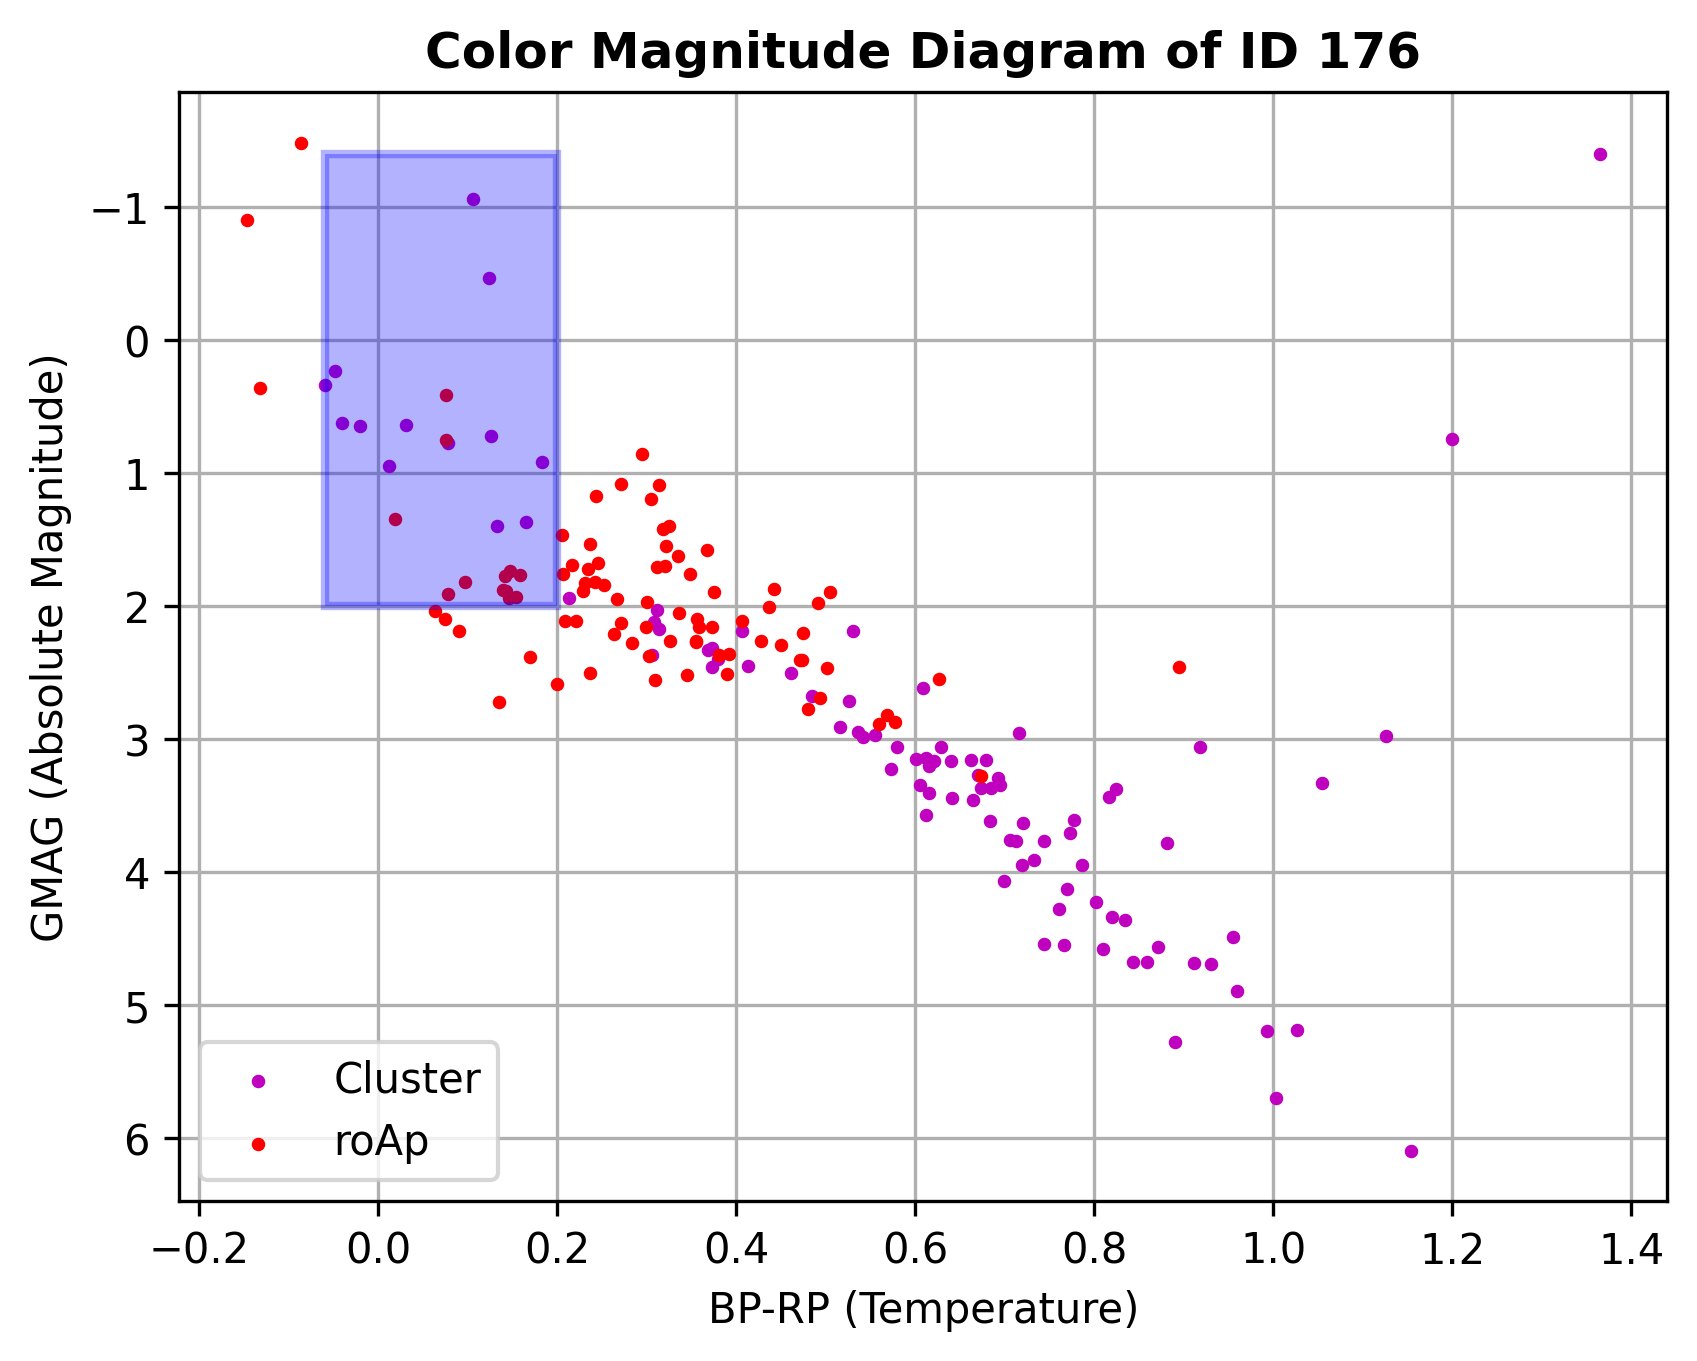 Color Magnitude Diagram of ID 176
GMAG (Absolute Magnitude)
−1
0
1
2
3
4
5
6
Cluster
roAp
−0.2 0.0 0.2 0.4 0.6 0.8 1.0 1.2 1.4
BP-RP (Temperature)